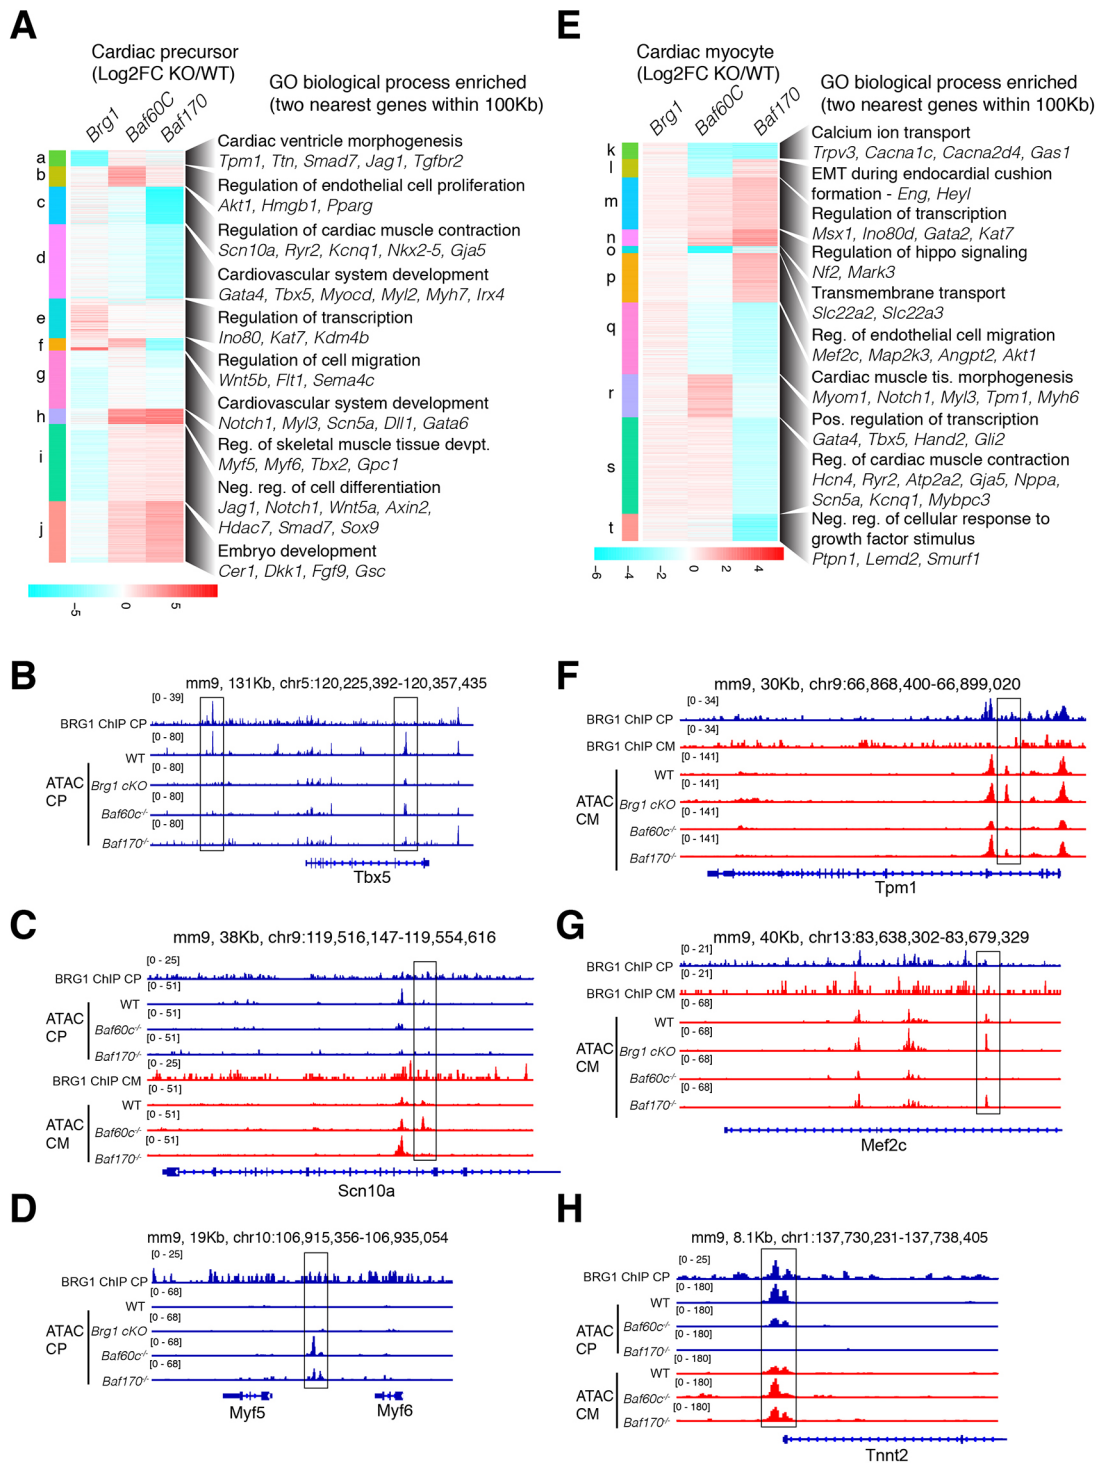 A
Cardiac precursor
(Log2FC KO/WT)
GO biological process enriched
(two nearest genes within 100Kb)
Brg1
Baf60C
Baf170
a
b
c
d
e
f
g
h
i
j
Cardiac ventricle morphogenesis
Tpm1, Ttn, Smad7, Jag1, Tgfbr2
Regulation of endothelial cell proliferation
Akt1, Hmgb1, Pparg
Regulation of cardiac muscle contraction
Scn10a, Ryr2, Kcnq1, Nkx2-5, Gja5
Cardiovascular system development
Gata4, Tbx5, Myocd, Myl2, Myh7, Irx4
Regulation of transcription
Ino80, Kat7, Kdm4b
Regulation of cell migration
Wnt5b, Flt1, Sema4c
Cardiovascular system development
Notch1, Myl3, Scn5a, Dll1, Gata6
Reg. of skeletal muscle tissue devpt.
Myf5, Myf6, Tbx2, Gpc1
Neg. reg. of cell differentiation
Jag1, Notch1, Wnt5a, Axin2,
Hdac7, Smad7, Sox9
Embryo development
Cer1, Dkk1, Fgf9, Gsc
-5
0
5
E
Cardiac myocyte
(Log2FC KO/WT)
GO biological process enriched
(two nearest genes within 100Kb)
Brg1
Baf60C
Baf170
k
l
m
n
o
p
q
r
s
t
Calcium ion transport
Trpv3, Cacna1c, Cacna2d4, Gas1
EMT during endocardial cushion
formation - Eng, Heyl
Regulation of transcription
Msx1, Ino80d, Gata2, Kat7
Regulation of hippo signaling
Nf2, Mark3
Transmembrane transport
Slc22a2, Slc22a3
Reg. of endothelial cell migration
Mef2c, Map2k3, Angpt2, Akt1
Cardiac muscle tis. morphogenesis
Myom1, Notch1, Myl3, Tpm1, Myh6
Pos. regulation of transcription
Gata4, Tbx5, Hand2, Gli2
Reg. of cardiac muscle contraction
Hcn4, Ryr2, Atp2a2, Gja5, Nppa,
Scn5a, Kcnq1, Mybpc3
Neg. reg. of cellular response to
growth factor stimulus
Ptpn1, Lemd2, Smurf1
-6
-4
-2
0
2
4
B
mm9, 131Kb, chr5:120,225,392-120,357,435
[0 - 39]
BRG1 ChIP CP
[0 - 80]
WT
[0 - 80]
ATAC
CP
Brg1 cKO
[0 - 80]
Baf60c-/-
[0 - 80]
Baf170-/-
Tbx5
F
mm9, 30Kb, chr9:66,868,400-66,899,020
[0 - 34]
BRG1 ChIP CP
[0 - 34]
BRG1 ChIP CM
[0 - 141]
WT
[0 - 141]
ATAC
CM
Brg1 cKO
[0 - 141]
Baf60c-/-
[0 - 141]
Baf170-/-
Tpm1
C
mm9, 38Kb, chr9:119,516,147-119,554,616
[0 - 25]
BRG1 ChIP CP
[0 - 51]
WT
[0 - 51]
ATAC
CP
Baf60c-/-
[0 - 51]
Baf170-/-
[0 - 25]
BRG1 ChIP CM
[0 - 51]
WT
[0 - 51]
ATAC
CM
Baf60c-/-
[0 - 51]
Baf170-/-
Scn10a
G
mm9, 40Kb, chr13:83,638,302-83,679,329
[0 - 21]
BRG1 ChIP CP
[0 - 21]
BRG1 ChIP CM
[0 - 68]
WT
[0 - 68]
ATAC
CM
Brg1 cKO
[0 - 68]
Baf60c-/-
[0 - 68]
Baf170-/-
Mef2c
D
mm9, 19Kb, chr10:106,915,356-106,935,054
[0 - 25]
BRG1 ChIP CP
[0 - 68]
WT
[0 - 68]
ATAC
CP
Brg1 cKO
[0 - 68]
Baf60c-/-
[0 - 68]
Baf170-/-
Myf5
Myf6
H
mm9, 8.1Kb, chr1:137,730,231-137,738,405
[0 - 25]
BRG1 ChIP CP
[0 - 180]
WT
[0 - 180]
ATAC
CP
Baf60c-/-
[0 - 180]
Baf170-/-
[0 - 180]
WT
[0 - 180]
ATAC
CM
Baf60c-/-
[0 - 180]
Baf170-/-
Tnnt2